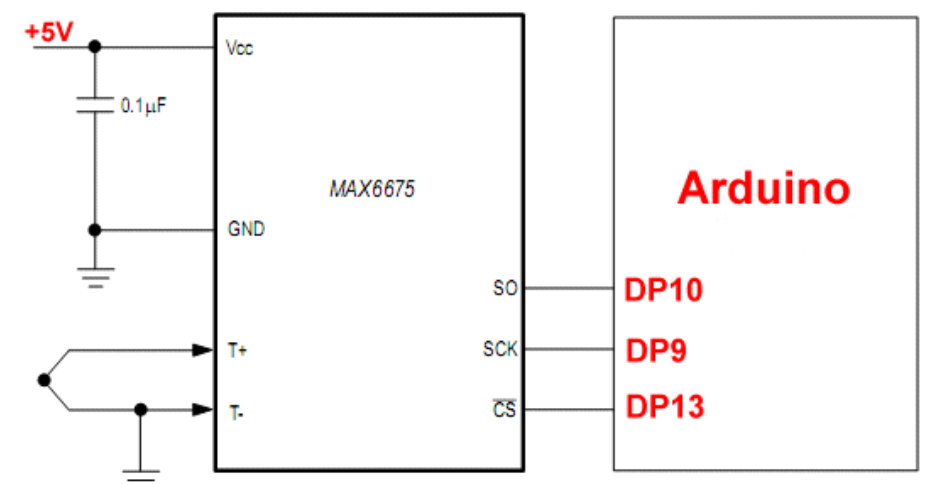 +5V
Vcc
0.1µF
MAX6675
Arduino
GND
SO
DP10
T+
SCK
DP9
T-
CS
DP13